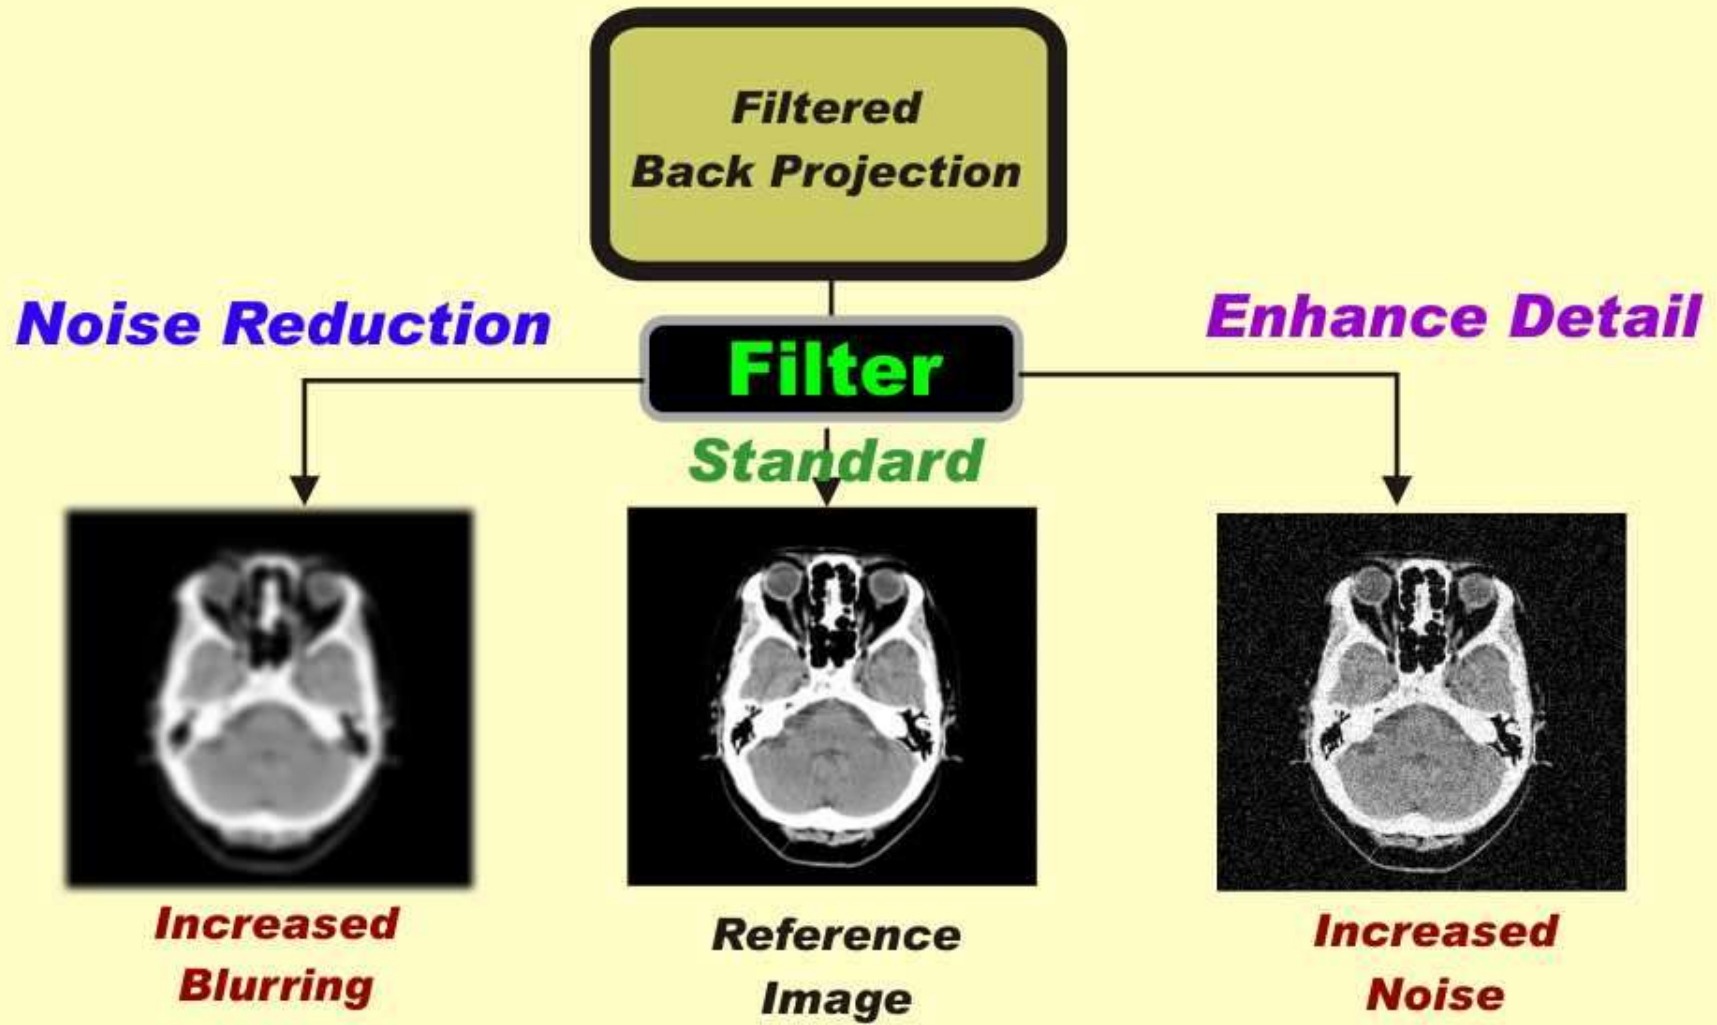 Filtered
Back Projection
Noise Reduction
Filter
Enhance Detail
Standard
Increased
Blurring
Reference
Image
Increased
Noise